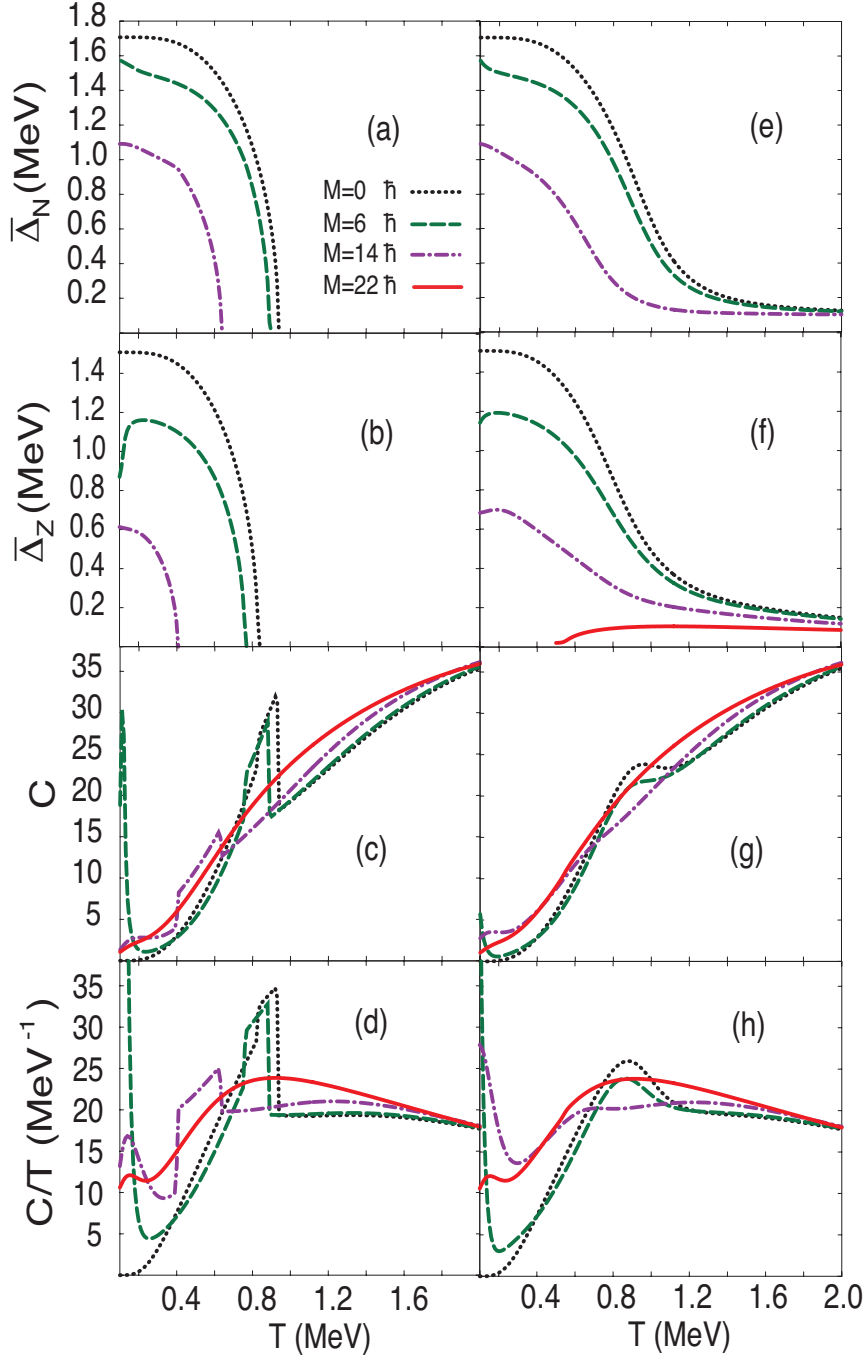 1.8
1.6
1.4
1.2
1.0
0.8
0.6
0.4
0.2
Δ̅_N (MeV)
(a)
(e)
M=0 ħ
M=6 ħ
M=14 ħ
M=22 ħ
1.4
1.2
1.0
0.8
0.6
0.4
0.2
Δ̅_Z (MeV)
(b)
(f)
35
30
25
20
15
10
5
C
(c)
(g)
35
30
25
20
15
10
5
C/T (MeV⁻¹)
(d)
(h)
0.4 0.8 1.2 1.6
0.4 0.8 1.2 1.6 2.0
T (MeV)
T (MeV)